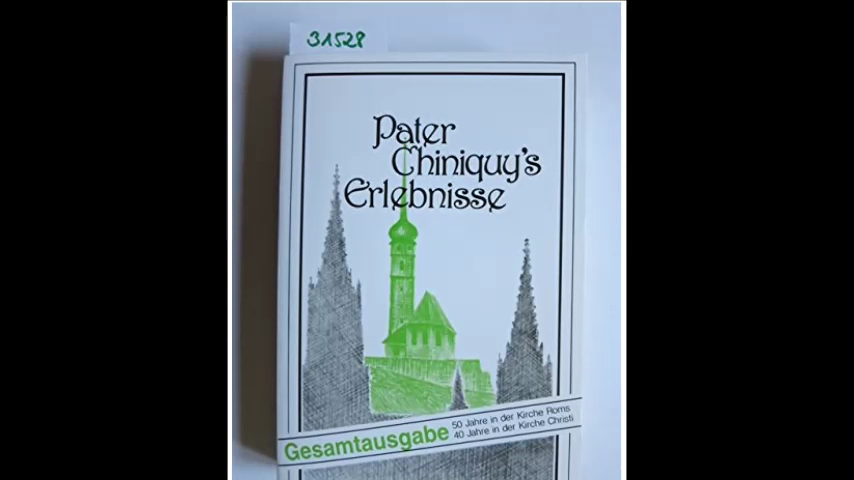 31528
Pater
Chiniquy's
Erlebnisse
Gesamtausgabe
50 Jahre in der Kirche Roms
40 Jahre in der Kirche Christi